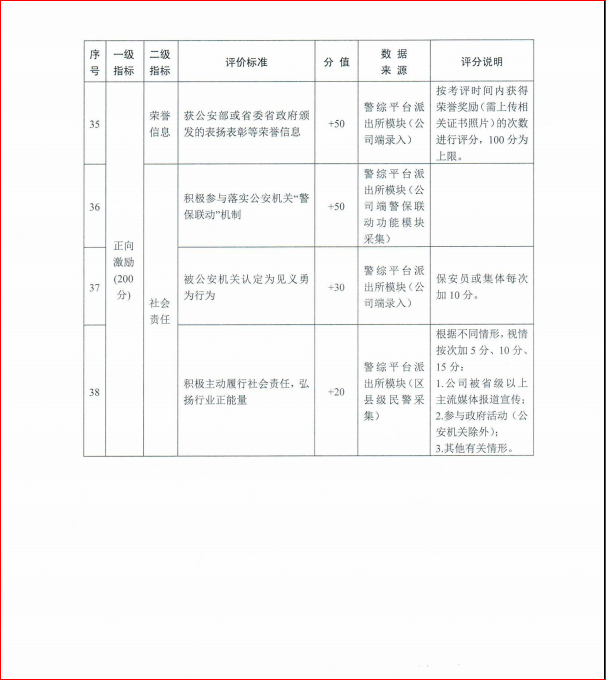 序号 一级指标 二级指标 评价标准 分 值 数 据 来 源 评分说明
35
正向
激励
(200
分)
荣誉
信息
获公安部或省委省政府颁
发的表扬表彰等荣誉信息
+50
警综平台派
出所模块（公
司端录入）
按考评时间内获得
荣誉奖励（需上传相
关证书照片）的次数
进行评分，100 分为
上限。
36
社会
责任
积极参与落实公安机关“警
保联动”机制
+50
警综平台派
出所模块（公
司端警保联
动功能模块
采集）
37
被公安机关认定为见义勇
为行为
+30
警综平台派
出所模块（公
司端录入）
保安员或集体每次
加 10 分。
38
积极主动履行社会责任，弘
扬行业正能量
+20
警综平台派
出所模块（区
县级民警采
集）
根据不同情形，视情
按次加 5 分、10 分、
15 分：
1.公司被省级以上
主流媒体报道宣传；
2.参与政府活动（公
安机关除外）；
3.其他有关情形。